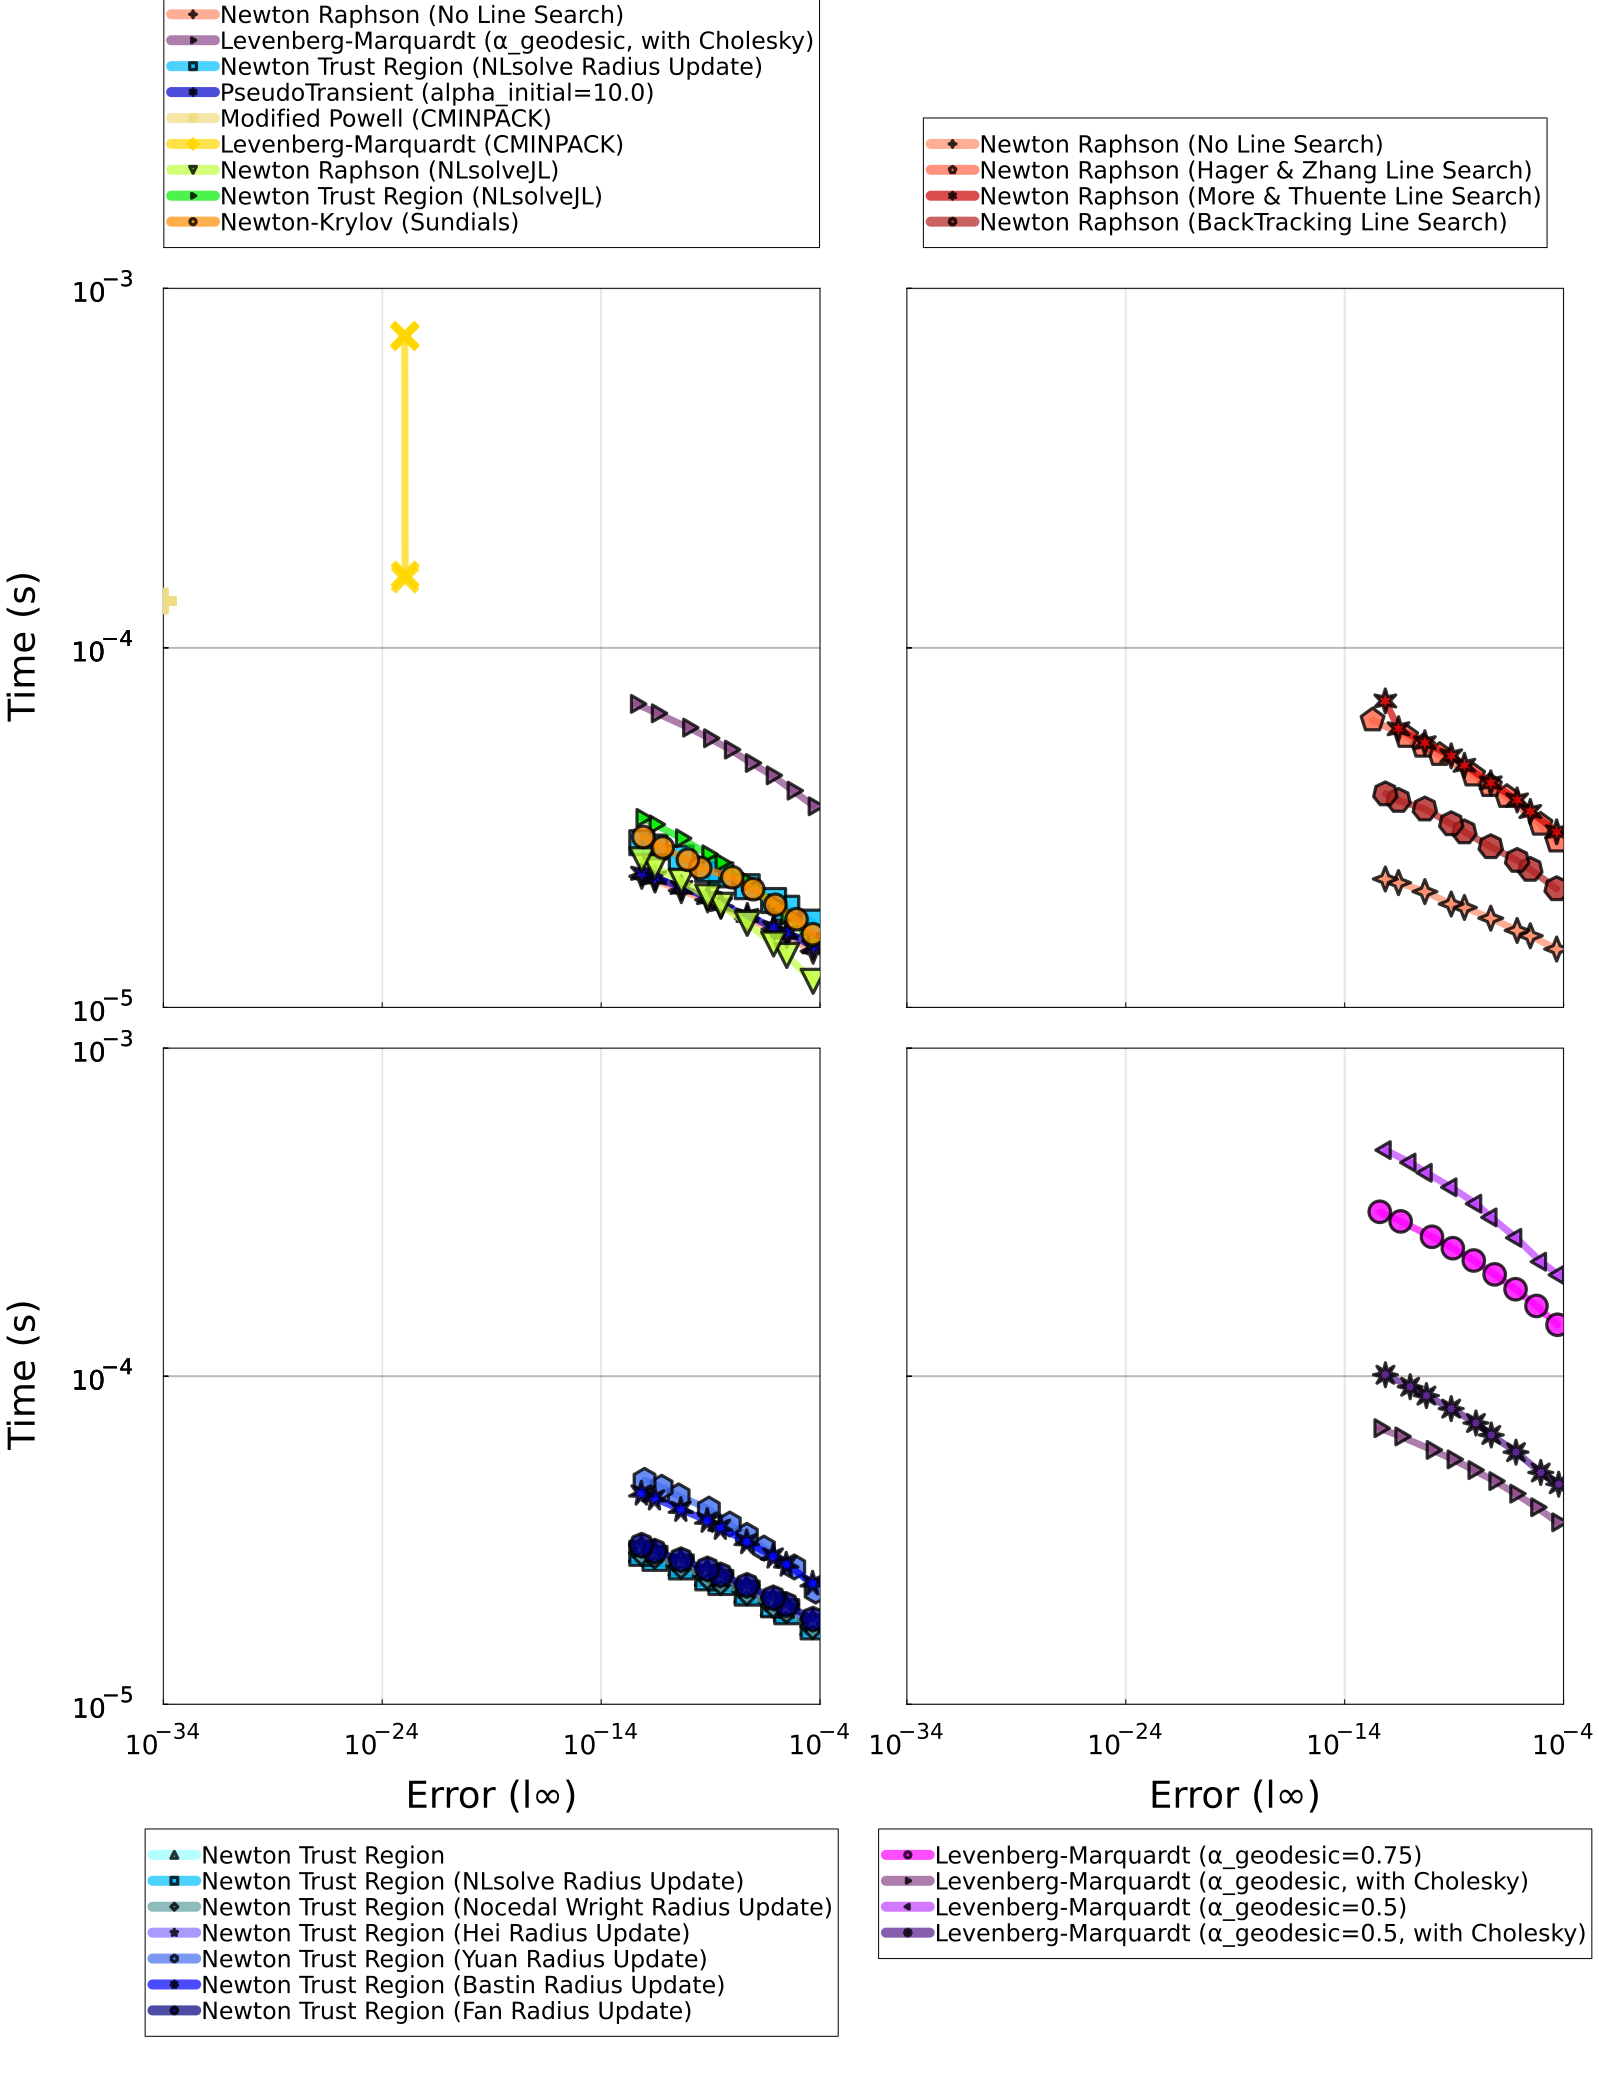 Newton Raphson (No Line Search)
Levenberg-Marquardt (α_geodesic, with Cholesky)
Newton Trust Region (NLsolve Radius Update)
PseudoTransient (alpha_initial=10.0)
Modified Powell (CMINPACK)
Levenberg-Marquardt (CMINPACK)
Newton Raphson (NLsolveJL)
Newton Trust Region (NLsolveJL)
Newton-Krylov (Sundials)
Newton Raphson (No Line Search)
Newton Raphson (Hager & Zhang Line Search)
Newton Raphson (More & Thuente Line Search)
Newton Raphson (BackTracking Line Search)
10⁻³
Time (s)
10⁻⁴
10⁻⁵
10⁻³
Time (s)
10⁻⁴
10⁻⁵
10⁻³⁴ 10⁻²⁴ 10⁻¹⁴ 10⁻⁴
10⁻³⁴ 10⁻²⁴ 10⁻¹⁴ 10⁻⁴
Error (l∞)
Error (l∞)
Newton Trust Region
Newton Trust Region (NLsolve Radius Update)
Newton Trust Region (Nocedal Wright Radius Update)
Newton Trust Region (Hei Radius Update)
Newton Trust Region (Yuan Radius Update)
Newton Trust Region (Bastin Radius Update)
Newton Trust Region (Fan Radius Update)
Levenberg-Marquardt (α_geodesic=0.75)
Levenberg-Marquardt (α_geodesic, with Cholesky)
Levenberg-Marquardt (α_geodesic=0.5)
Levenberg-Marquardt (α_geodesic=0.5, with Cholesky)